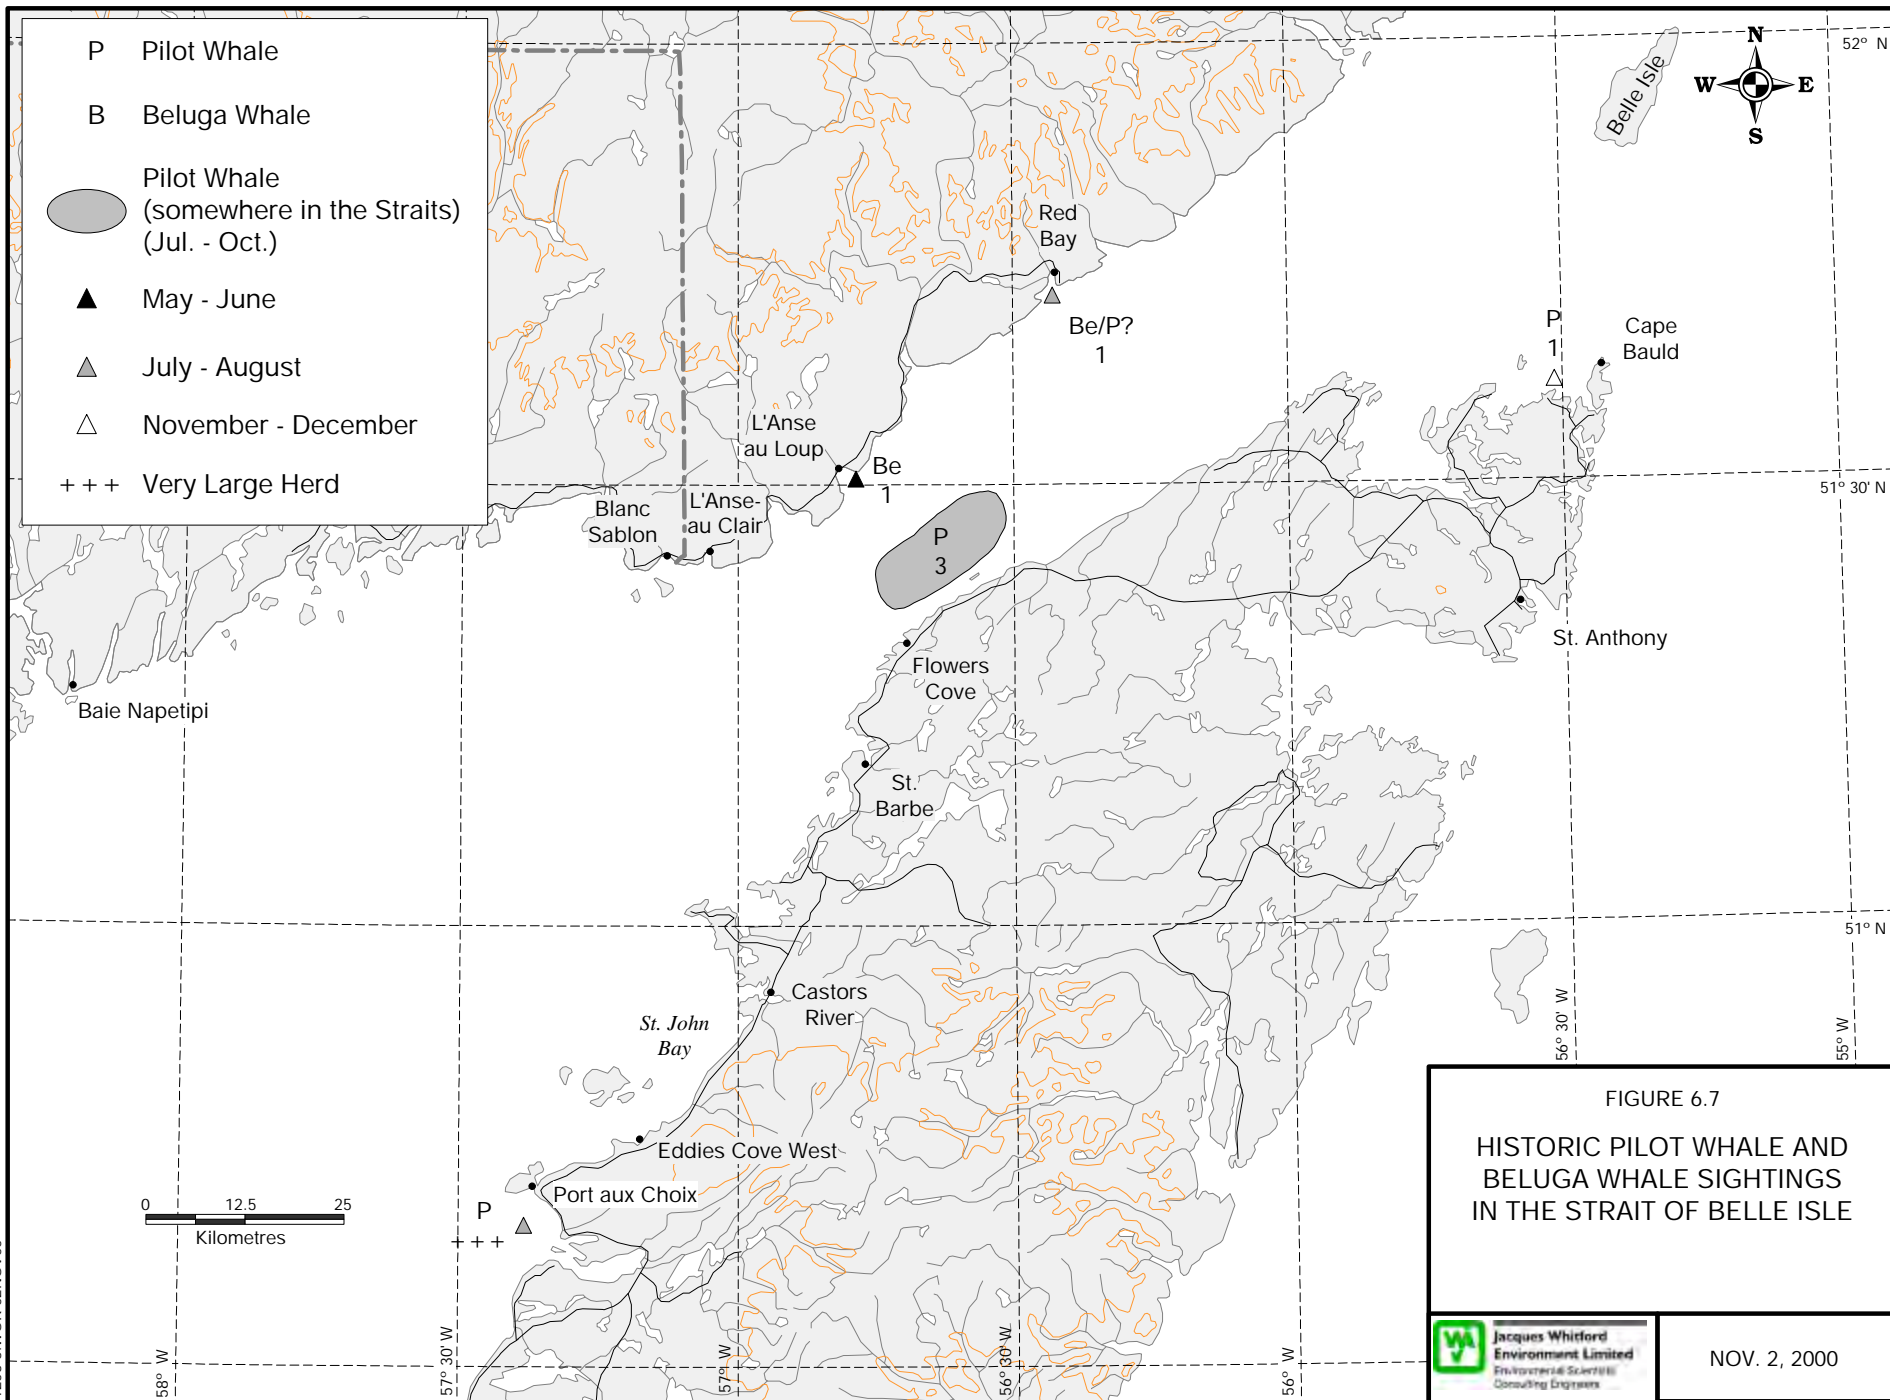 P Pilot Whale
B Beluga Whale
Pilot Whale
(somewhere in the Straits)
(Jul. - Oct.)
May - June
July - August
November - December
+ + + Very Large Herd
52° N
N
W E
S
Belle Isle
Red
Bay
Be/P?
1
P
1
Cape
Bauld
L'Anse
au Loup
Be
1
51° 30' N
Blanc
Sablon
L'Anse-
au Clair
P
3
St. Anthony
Flowers
Cove
Baie Napetipi
St.
Barbe
51° N
Castors
River
St. John
Bay
56° 30' W
55° W
Eddies Cove West
Port aux Choix
P
+ + +
0 12.5 25
Kilometres
58° W
57° 30' W
57° W
56° 30' W
56° W
FIGURE 6.7
HISTORIC PILOT WHALE AND
BELUGA WHALE SIGHTINGS
IN THE STRAIT OF BELLE ISLE
Jacques Whitford
Environment Limited
Environmental Scientists
Consulting Engineers
NOV. 2, 2000